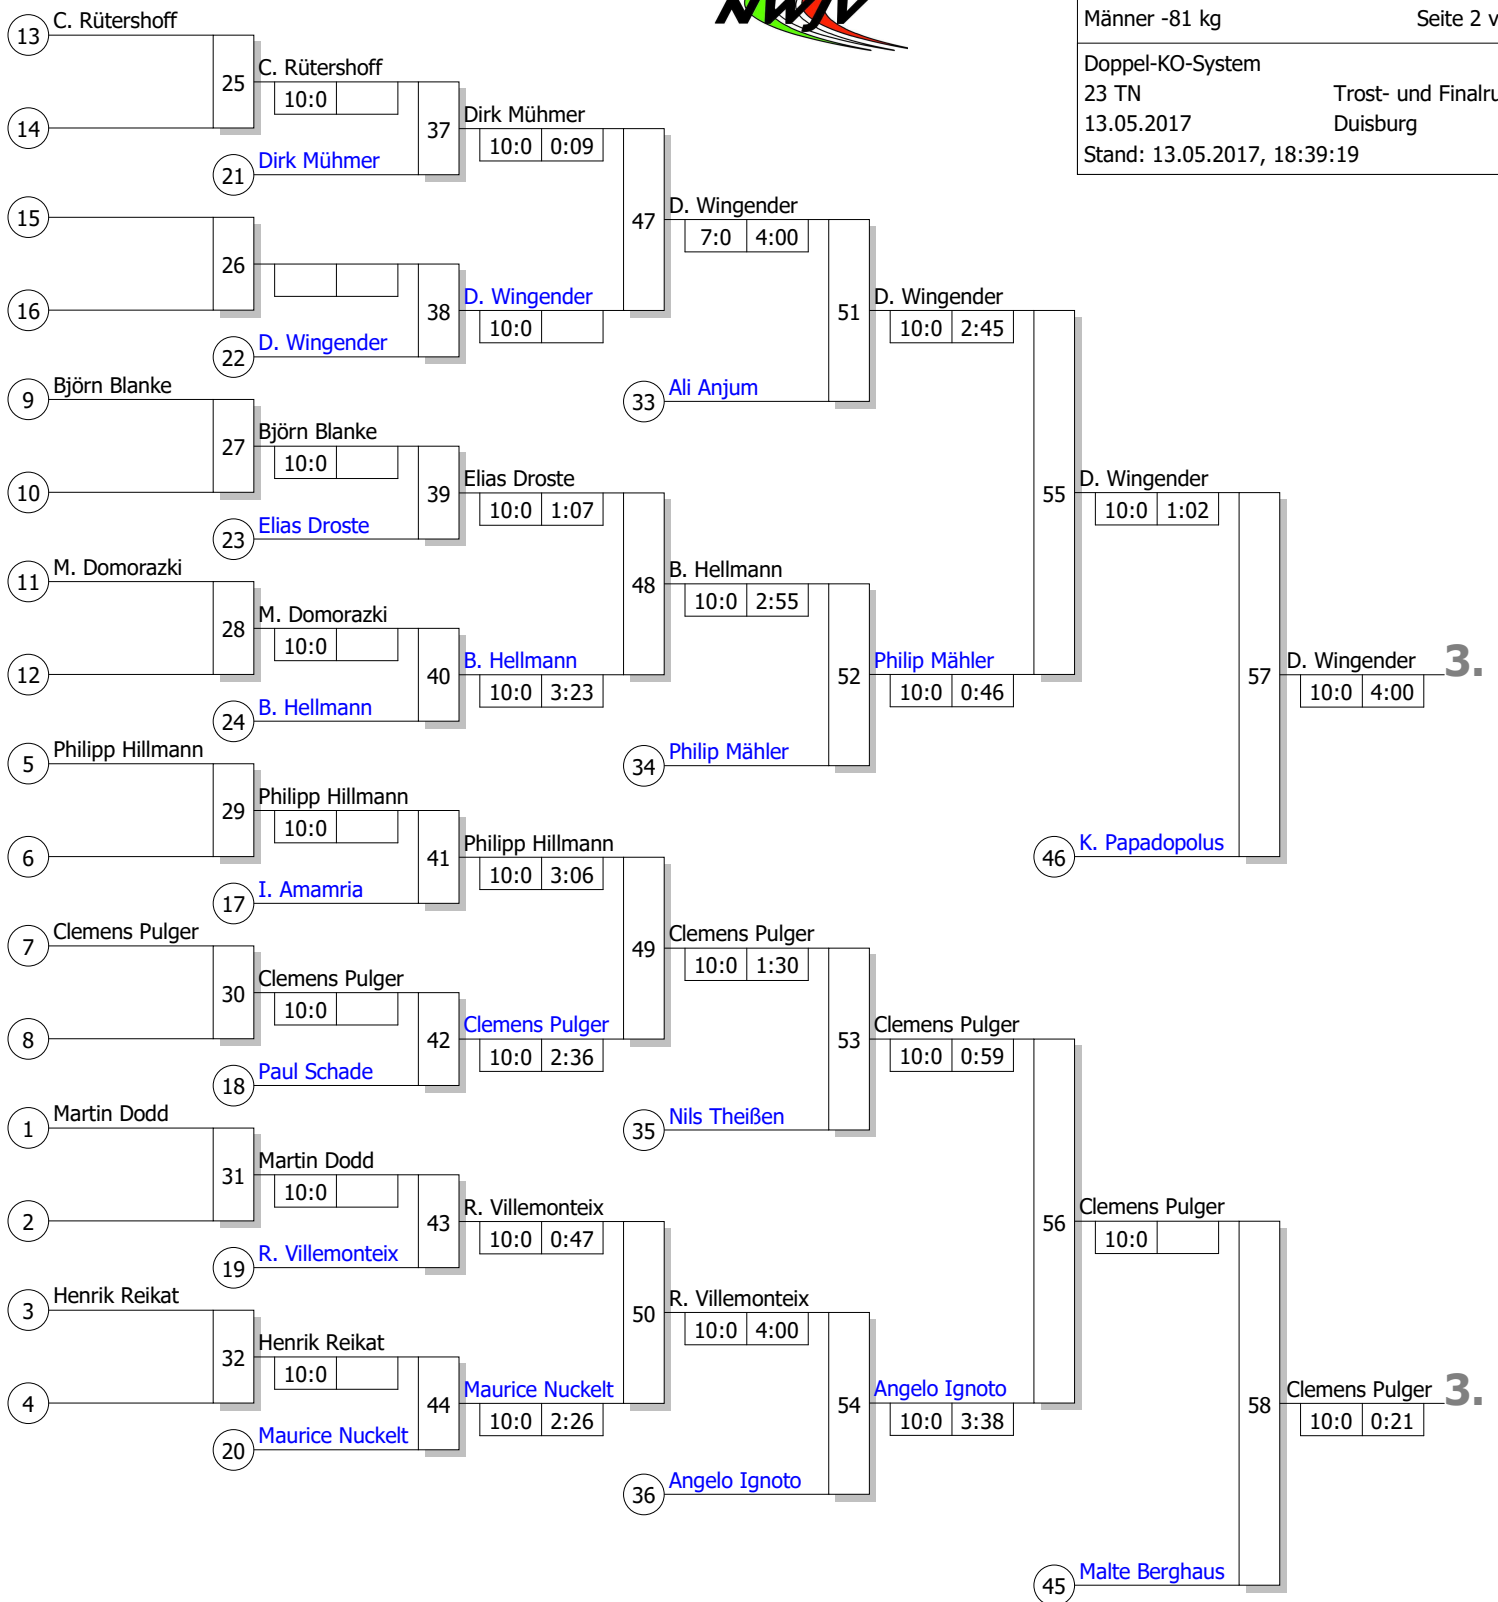 NWJV
Männer -81 kg Seite 2 v
Doppel-KO-System
23 TN Trost- und Finalru
13.05.2017 Duisburg
Stand: 13.05.2017, 18:39:19
13 C. Rütershoff
25 C. Rütershoff
10:0
14
37 Dirk Mühmer
10:0 0:09
21 Dirk Mühmer
15
47 D. Wingender
7:0 4:00
26
16
38 D. Wingender
10:0
22 D. Wingender
51 D. Wingender
10:0 2:45
9 Björn Blanke
33 Ali Anjum
27 Björn Blanke
10:0
10
39 Elias Droste
10:0 1:07
23 Elias Droste
55 D. Wingender
10:0 1:02
11 M. Domorazki
48 B. Hellmann
10:0 2:55
28 M. Domorazki
10:0
12
40 B. Hellmann
10:0 3:23
24 B. Hellmann
52 Philip Mähler
10:0 0:46
57 D. Wingender 3.
10:0 4:00
5 Philipp Hillmann
34 Philip Mähler
29 Philipp Hillmann
10:0
6
41 Philipp Hillmann
10:0 3:06
46 K. Papadopolus
17 I. Amamria
7 Clemens Pulger
49 Clemens Pulger
10:0 1:30
30 Clemens Pulger
10:0
8
42 Clemens Pulger
10:0 2:36
18 Paul Schade
53 Clemens Pulger
10:0 0:59
1 Martin Dodd
35 Nils Theißen
31 Martin Dodd
10:0
2
43 R. Villemonteix
10:0 0:47
19 R. Villemonteix
56 Clemens Pulger
10:0
3 Henrik Reikat
50 R. Villemonteix
10:0 4:00
32 Henrik Reikat
10:0
4
44 Maurice Nuckelt
10:0 2:26
20 Maurice Nuckelt
54 Angelo Ignoto
10:0 3:38
58 Clemens Pulger 3.
10:0 0:21
36 Angelo Ignoto
45 Malte Berghaus